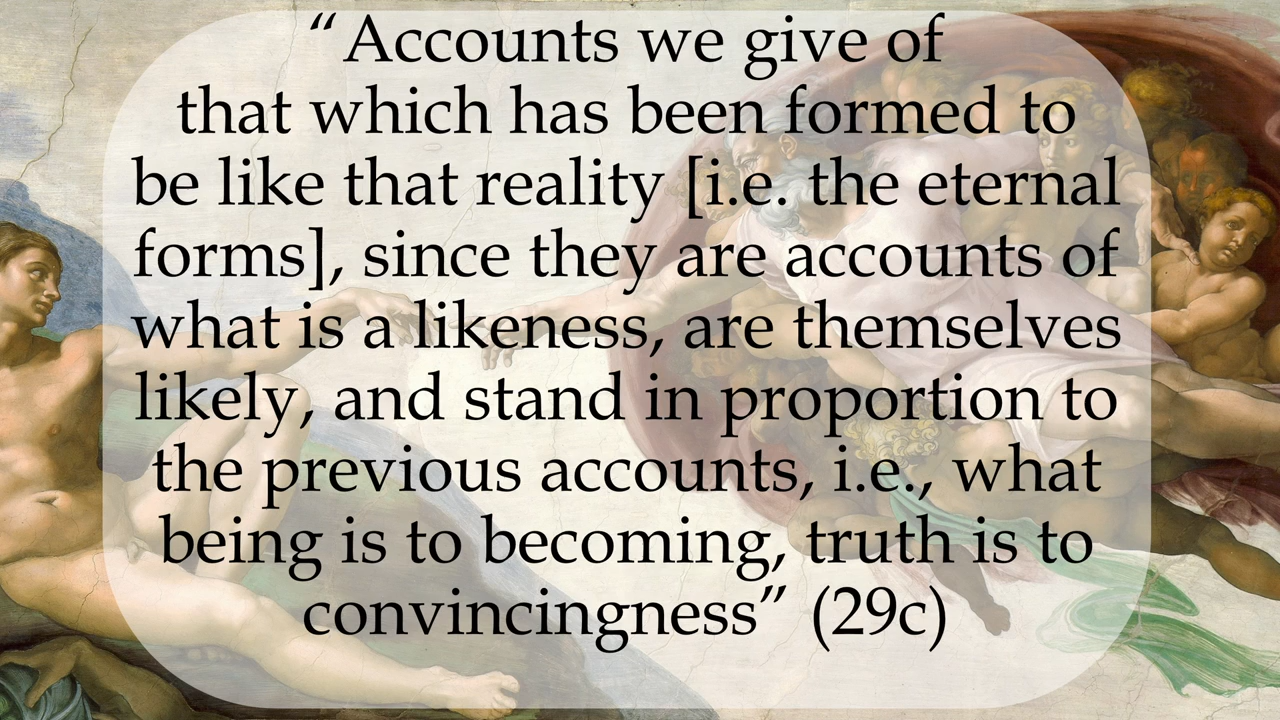 “Accounts we give of
that which has been formed to
be like that reality [i.e. the eternal
forms], since they are accounts of
what is a likeness, are themselves
likely, and stand in proportion to
the previous accounts, i.e., what
being is to becoming, truth is to
convincingness” (29c)